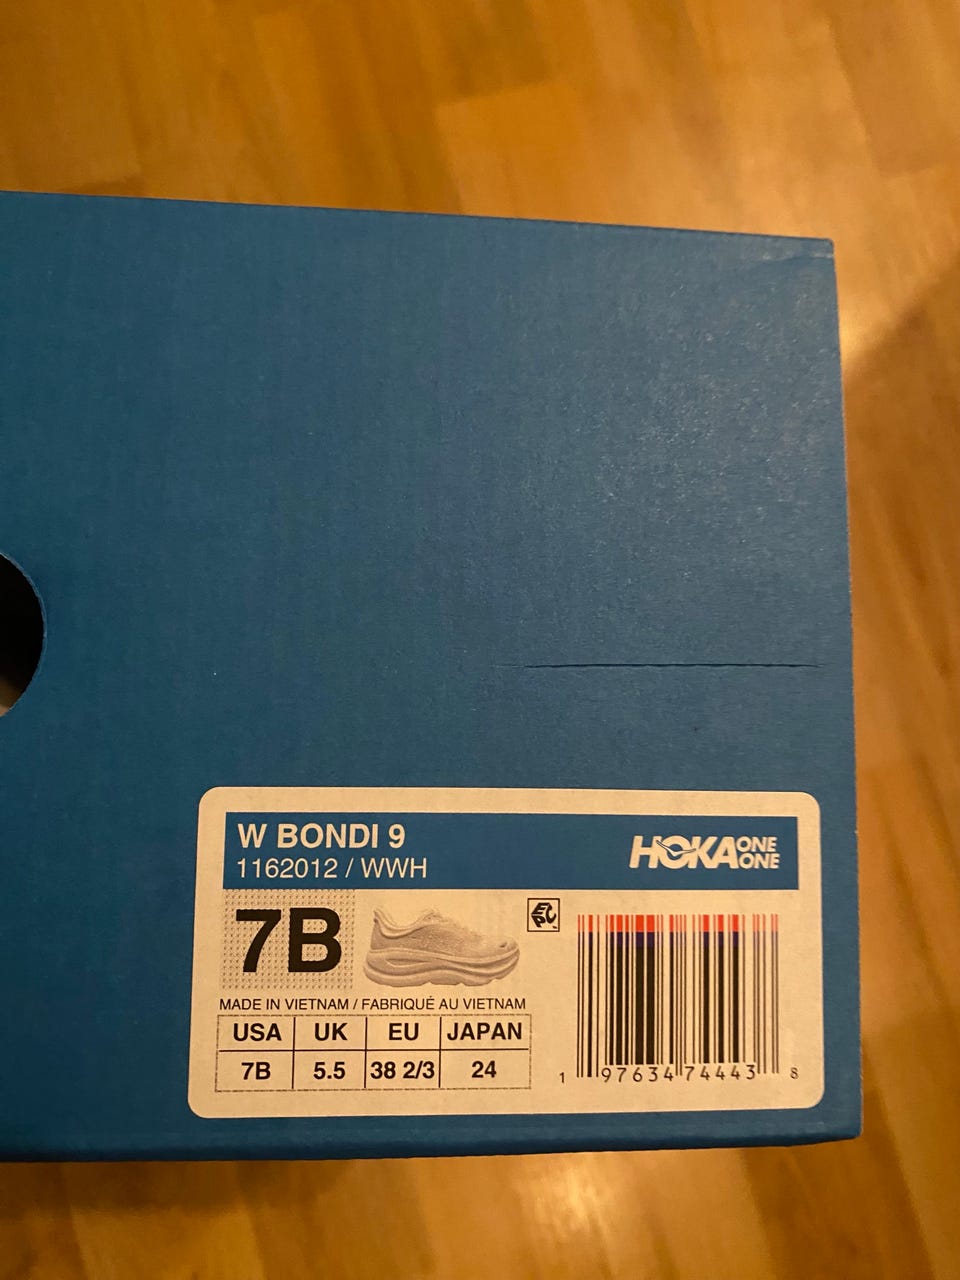 W BONDI 9
1162012 / WWH
HOKA ONE ONE
7B
EPC
MADE IN VIETNAM / FABRIQUÉ AU VIETNAM
USA UK EU JAPAN
7B 5.5 38 2/3 24
1 97634 74443 8